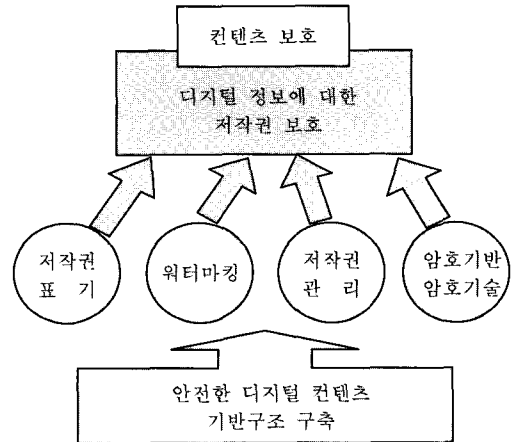 컨텐츠 보호
디지털 정보에 대한
저작권 보호
저작권
표 기
워터마킹
저작권
관 리
암호기반
암호기술
안전한 디지털 컨텐츠
기반구조 구축